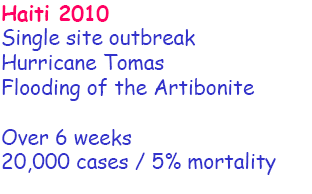 Haiti 2010
Single site outbreak
Hurricane Tomas
Flooding of the Artibonite
Over 6 weeks
20,000 cases / 5% mortality